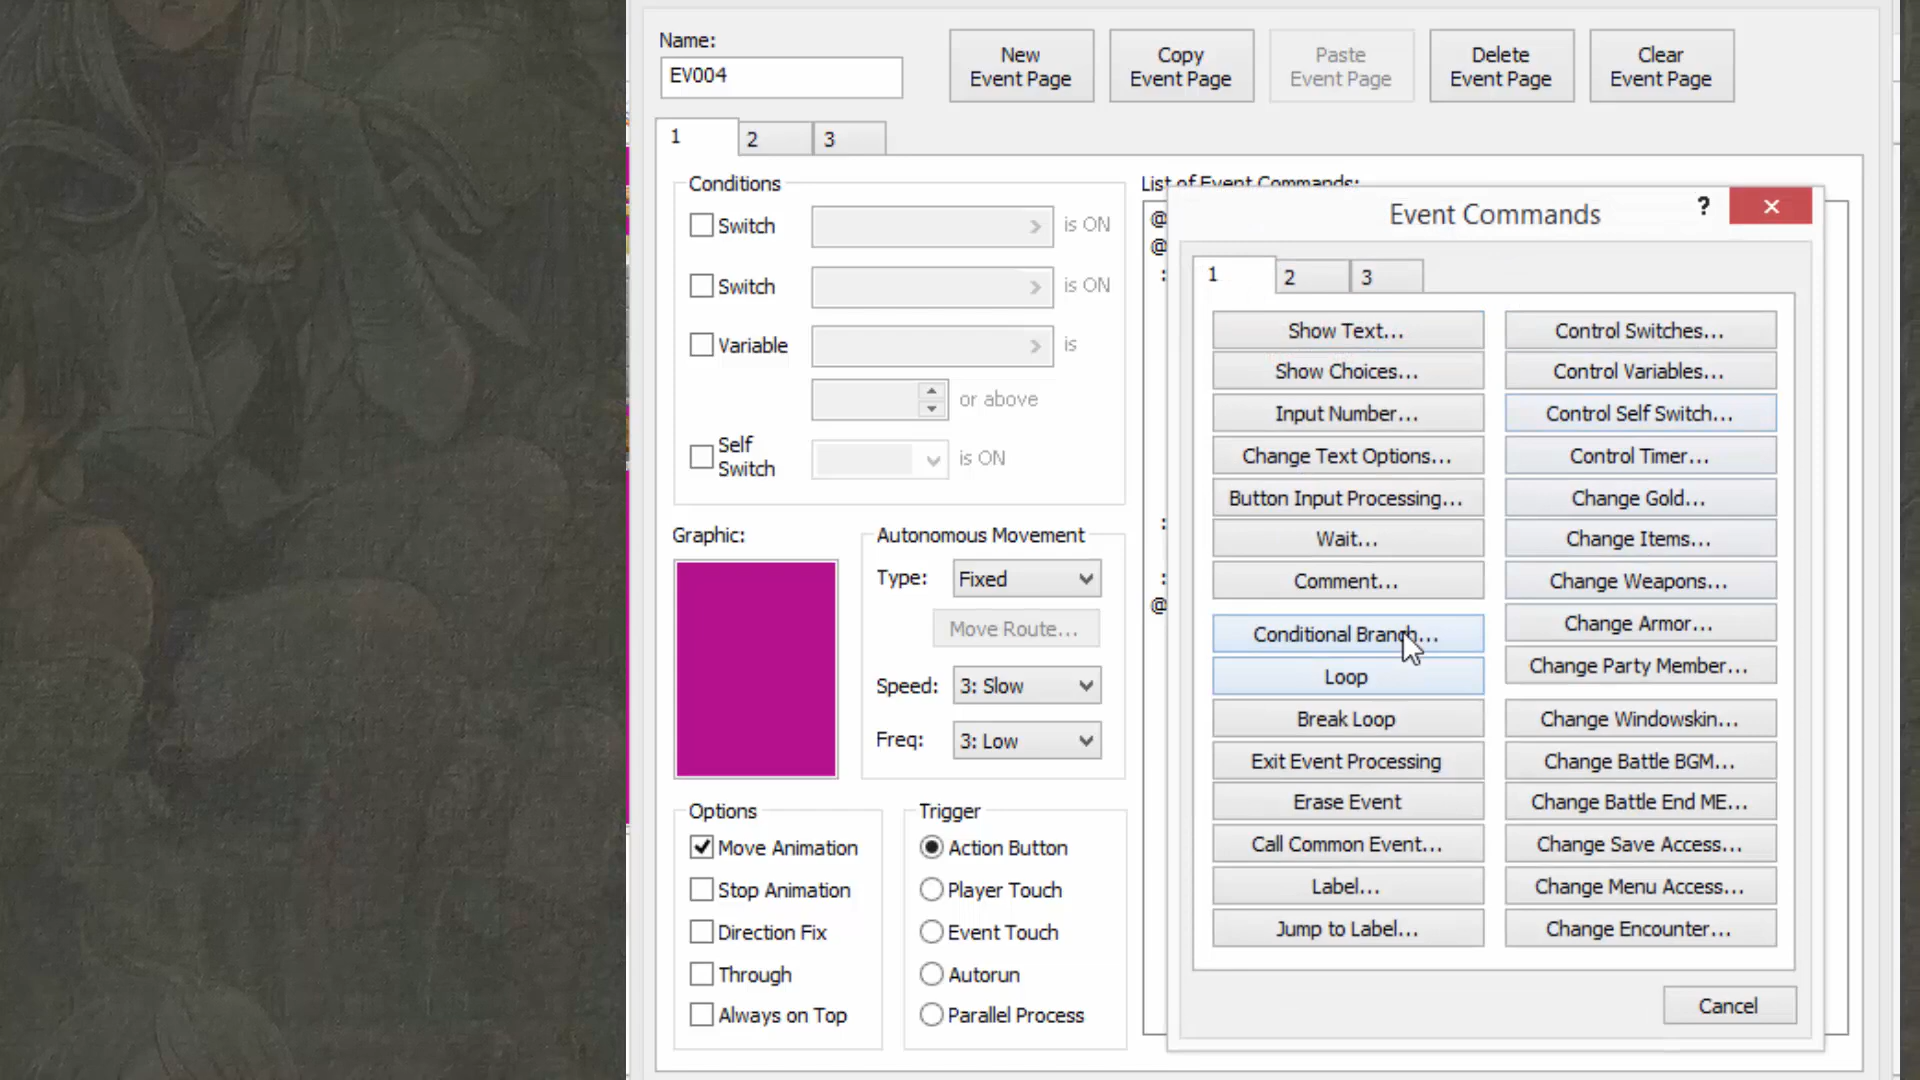 Name:
EV004
New
Event Page
Copy
Event Page
Paste
Event Page
Delete
Event Page
Clear
Event Page
1
2
3
Conditions
Switch
is ON
Switch
is ON
Variable
is
or above
Self
Switch
is ON
Graphic:
Autonomous Movement
Type:
Fixed
Move Route...
Speed:
3: Slow
Freq:
3: Low
Options
Move Animation
Stop Animation
Direction Fix
Through
Always on Top
Trigger
Action Button
Player Touch
Event Touch
Autorun
Parallel Process
List of Event Commands:
@
@
:
:
:
@
Event Commands
?
1
2
3
Show Text...
Show Choices...
Input Number...
Change Text Options...
Button Input Processing...
Wait...
Comment...
Conditional Branch...
Loop
Break Loop
Exit Event Processing
Erase Event
Call Common Event...
Label...
Jump to Label...
Control Switches...
Control Variables...
Control Self Switch...
Control Timer...
Change Gold...
Change Items...
Change Weapons...
Change Armor...
Change Party Member...
Change Windowskin...
Change Battle BGM...
Change Battle End ME...
Change Save Access...
Change Menu Access...
Change Encounter...
Cancel